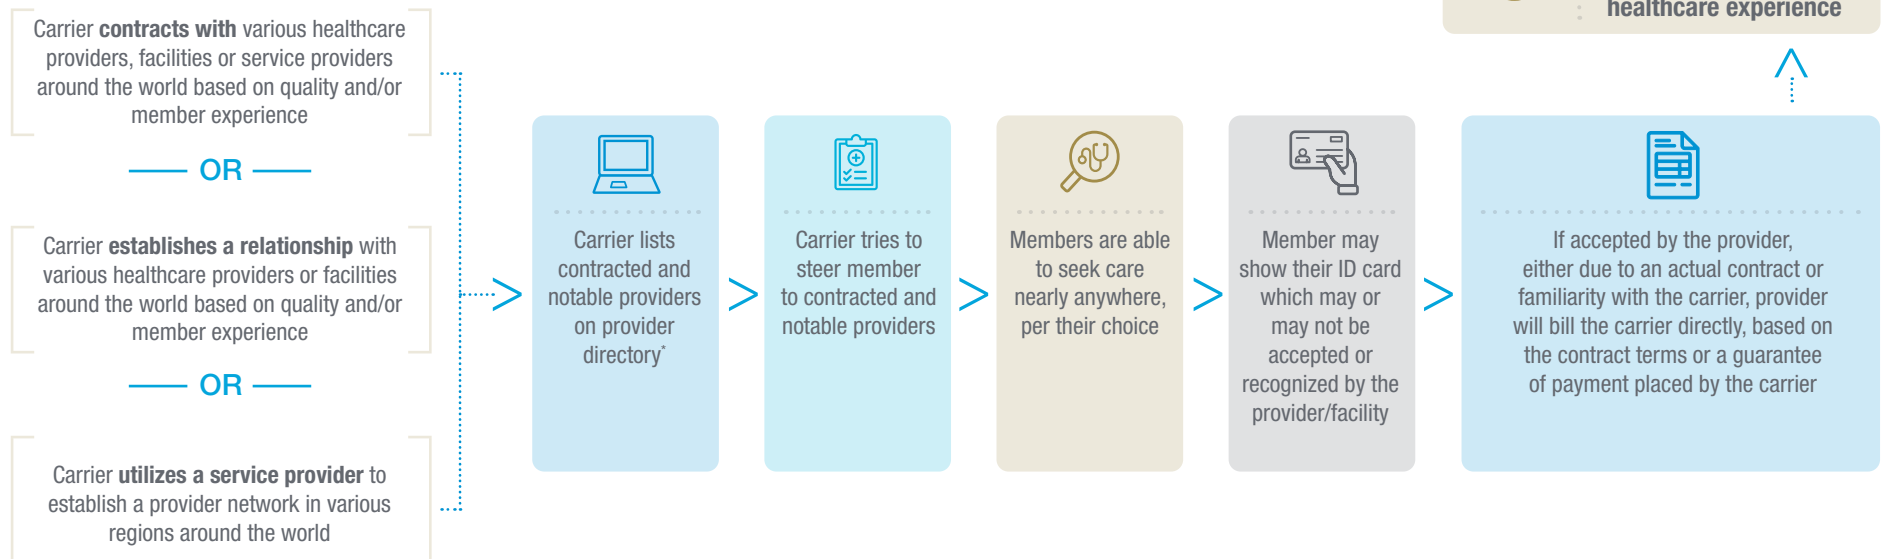 Carrier contracts with various healthcare
providers, facilities or service providers
around the world based on quality and/or
member experience
OR
Carrier establishes a relationship with
various healthcare providers or facilities
around the world based on quality and/or
member experience
OR
Carrier utilizes a service provider to
establish a provider network in various
regions around the world
Carrier lists
contracted and
notable providers
on provider
directory*
Carrier tries to
steer member
to contracted and
notable providers
Members are able
to seek care
nearly anywhere,
per their choice
Member may
show their ID card
which may or
may not be
accepted or
recognized by the
provider/facility
If accepted by the provider,
either due to an actual contract or
familiarity with the carrier, provider
will bill the carrier directly, based on
the contract terms or a guarantee
of payment placed by the carrier
healthcare experience